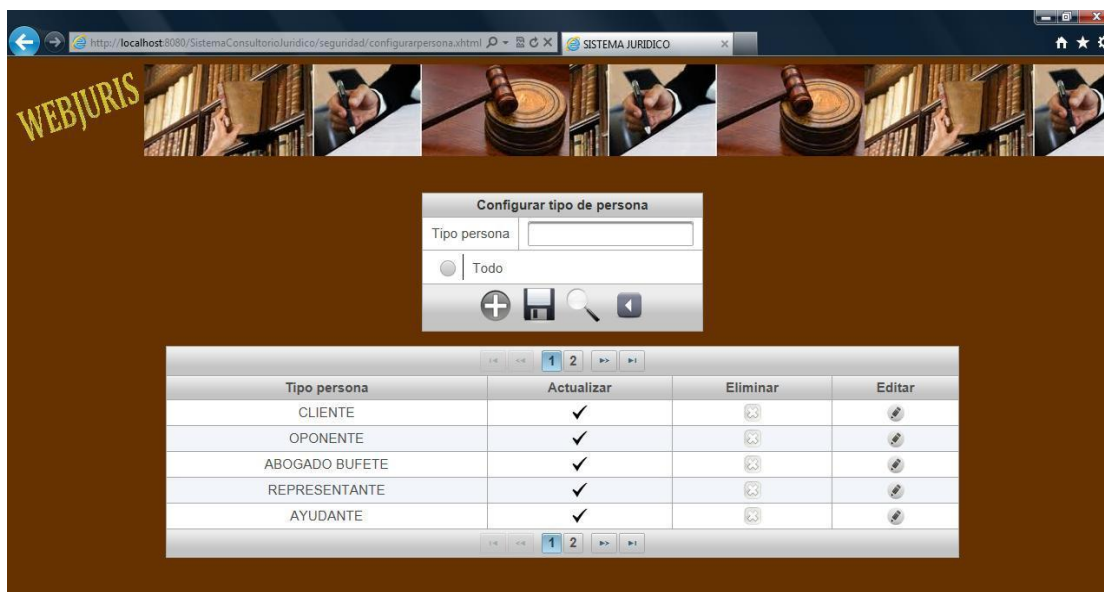 http://localhost:8080/SistemaConsultorioJuridico/seguridad/configurarpersona.xhtml
SISTEMA JURIDICO
WEBJURIS
Configurar tipo de persona
Tipo persona
Todo
1 2
Tipo persona Actualizar Eliminar Editar
CLIENTE
OPONENTE
ABOGADO BUFETE
REPRESENTANTE
AYUDANTE
1 2